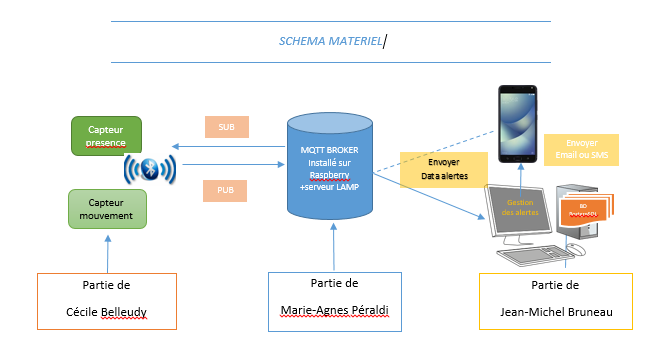 SCHEMA MATERIEL
Capteur
presence
SUB
PUB
Capteur
mouvement
MQTT BROKER
Installé sur
Raspberry
+serveur LAMP
Envoyer
Data alertes
Envoyer
Email ou SMS
Gestion
des alertes
BD
Partie de
Cécile Belleudy
Partie de
Marie-Agnes Péraldi
Partie de
Jean-Michel Bruneau